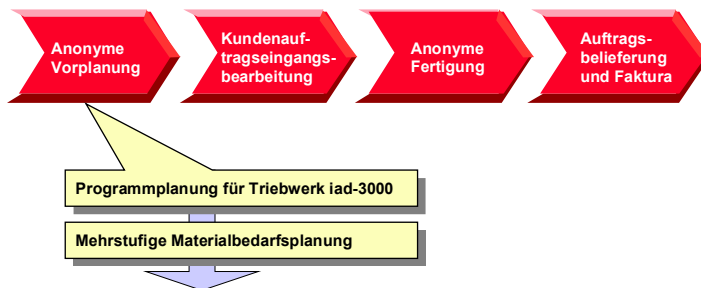 Anonyme
Vorplanung
Kundenauf-
tragseingangs-
bearbeitung
Anonyme
Fertigung
Auftrags-
belieferung
und Faktura
Programmplanung für Triebwerk iad-3000
Mehrstufige Materialbedarfsplanung